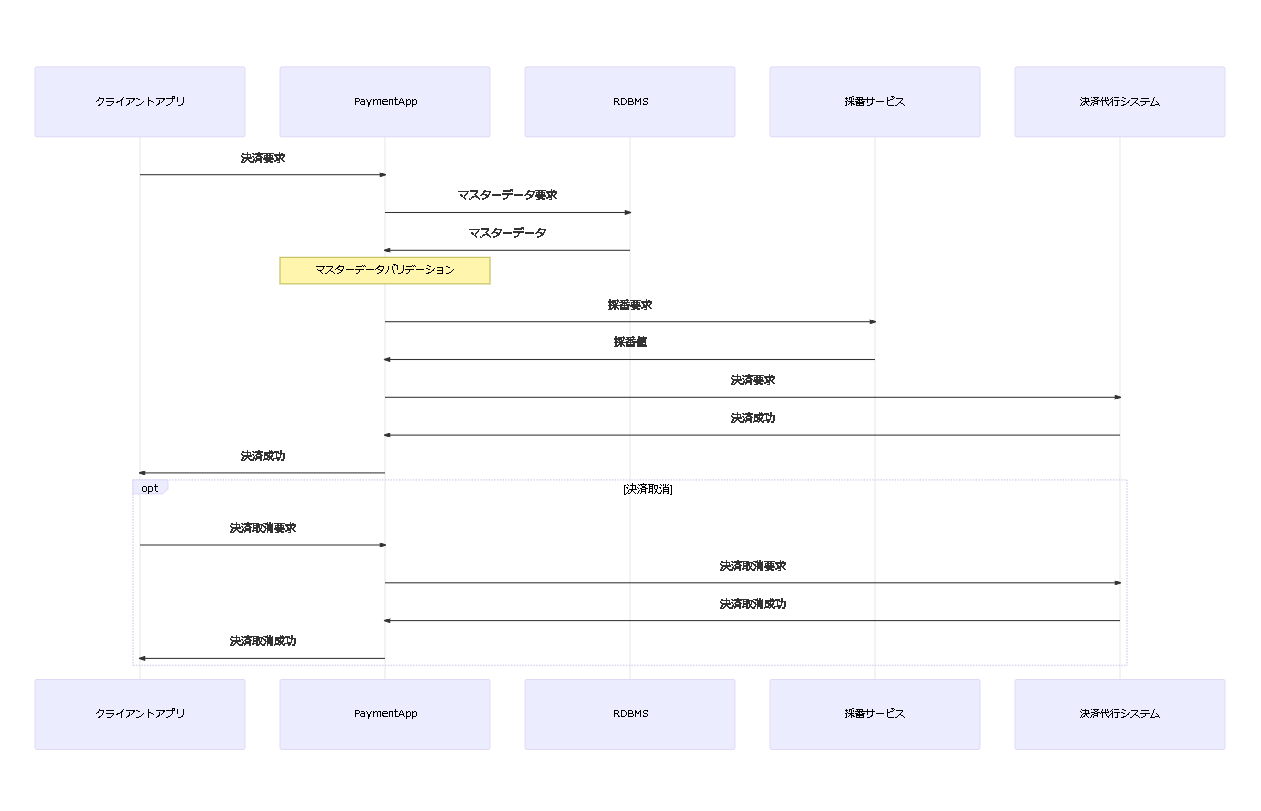 クライアントアプリ
PaymentApp
RDBMS
採番サービス
決済代行システム
決済要求
マスターデータ要求
マスターデータ
マスターデータバリデーション
採番要求
採番値
決済要求
決済成功
決済成功
opt
[決済取消]
決済取消要求
決済取消要求
決済取消成功
決済取消成功
クライアントアプリ
PaymentApp
RDBMS
採番サービス
決済代行システム